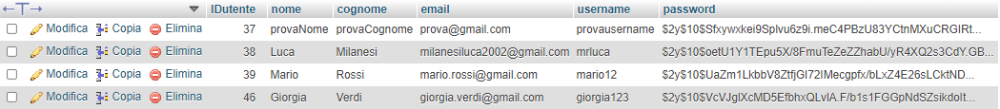 ←T→ IDutente nome cognome email username password
Modifica Copia Elimina 37 provaNome provaCognome prova@gmail.com provausername $2y$10$Sfxywxkei9Splvu6z9i.meC4PBzU83YCtnMXuCRGIRt...
Modifica Copia Elimina 38 Luca Milanesi milanesiluca2002@gmail.com mrluca $2y$10$oetU1Y1TEpu5X/8FmuTeZeZZhabU/yR4XQ2s3CdY.GB...
Modifica Copia Elimina 39 Mario Rossi mario.rossi@gmail.com mario12 $2y$10$UaZm1LkbbV8ZtfjGl72IMecgpfx/bLxZ4E26sLCktND...
Modifica Copia Elimina 46 Giorgia Verdi giorgia.verdi@gmail.com giorgia123 $2y$10$VcVJgIXcMD5EfbhxQLvlA.F/b1s1FGGpNdSZsikdoIt...